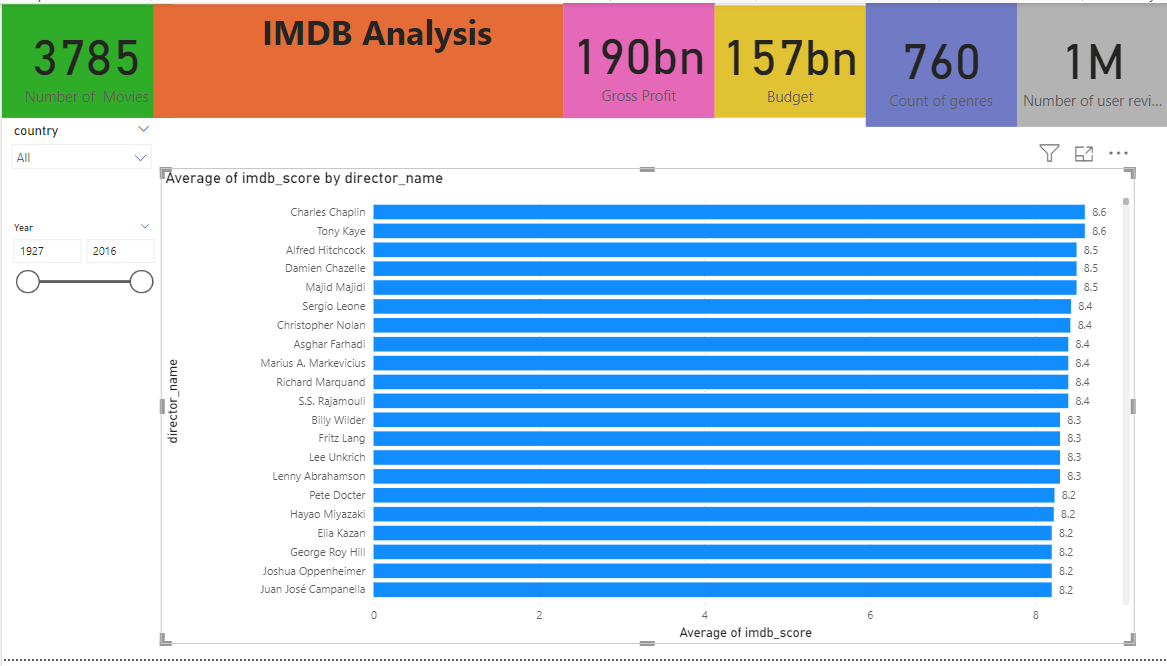 3785
Number of Movies
IMDB Analysis
190bn
Gross Profit
157bn
Budget
760
Count of genres
1M
Number of user revi...
country
All
Year
1927
2016
Average of imdb_score by director_name
director_name
Charles Chaplin 8.6
Tony Kaye 8.6
Alfred Hitchcock 8.5
Damien Chazelle 8.5
Majid Majidi 8.5
Sergio Leone 8.4
Christopher Nolan 8.4
Asghar Farhadi 8.4
Marius A. Markevicius 8.4
Richard Marquand 8.4
S.S. Rajamouli 8.4
Billy Wilder 8.3
Fritz Lang 8.3
Lee Unkrich 8.3
Lenny Abrahamson 8.3
Pete Docter 8.2
Hayao Miyazaki 8.2
Elia Kazan 8.2
George Roy Hill 8.2
Joshua Oppenheimer 8.2
Juan José Campanella 8.2
0 2 4 6 8
Average of imdb_score